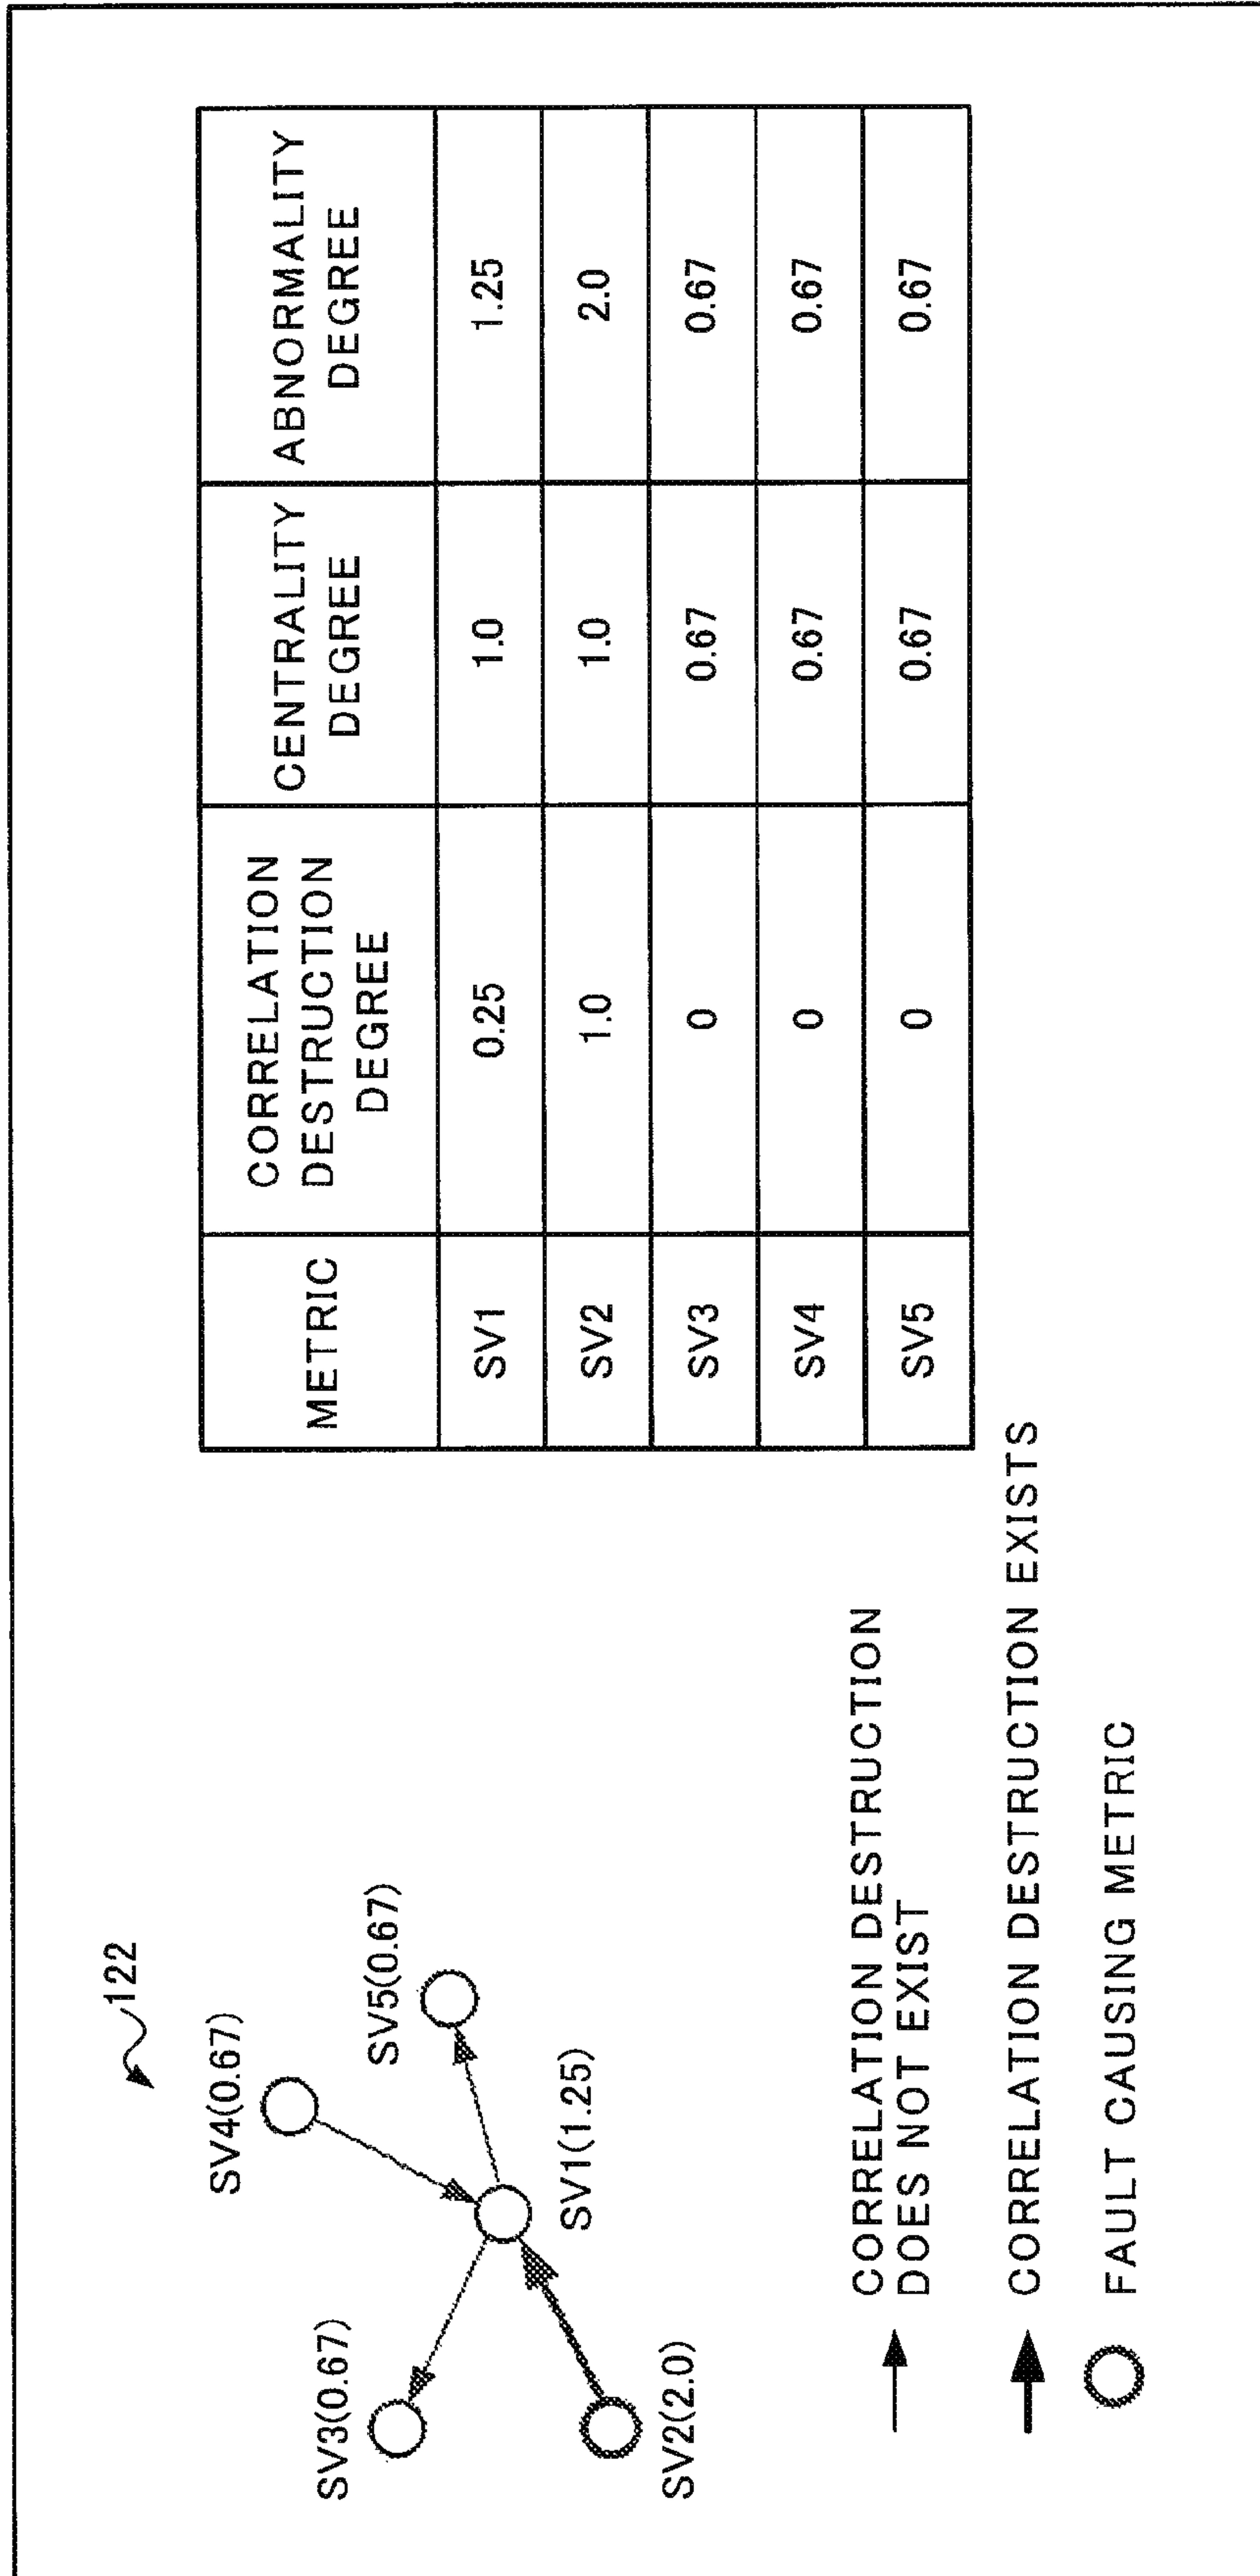 122
SV4(0.67)
SV3(0.67)
SV5(0.67)
SV1(1.25)
SV2(2.0)
CORRELATION DESTRUCTION
DOES NOT EXIST
CORRELATION DESTRUCTION EXISTS
FAULT CAUSING METRIC
METRIC
CORRELATION
DESTRUCTION
DEGREE
CENTRALITY
DEGREE
ABNORMALITY
DEGREE
SV1 0.25 1.0 1.25
SV2 1.0 1.0 2.0
SV3 0 0.67 0.67
SV4 0 0.67 0.67
SV5 0 0.67 0.67